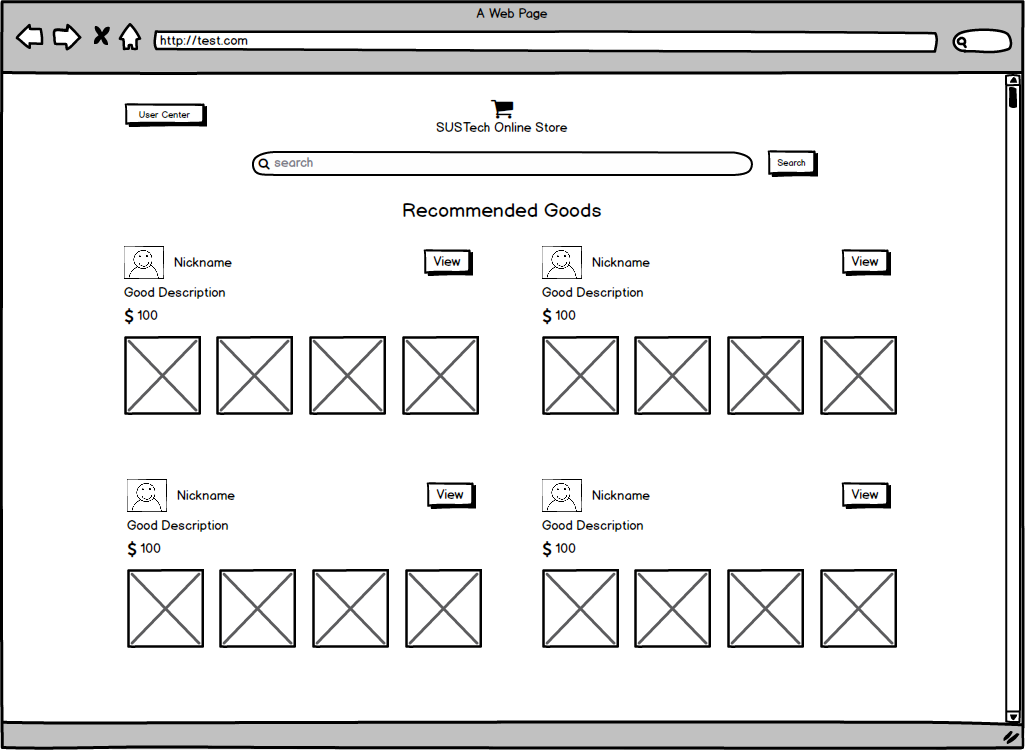 A Web Page
http://test.com
User Center
SUSTech Online Store
search
Search
Recommended Goods
Nickname
View
Good Description
$ 100
Nickname
View
Good Description
$ 100
Nickname
View
Good Description
$ 100
Nickname
View
Good Description
$ 100